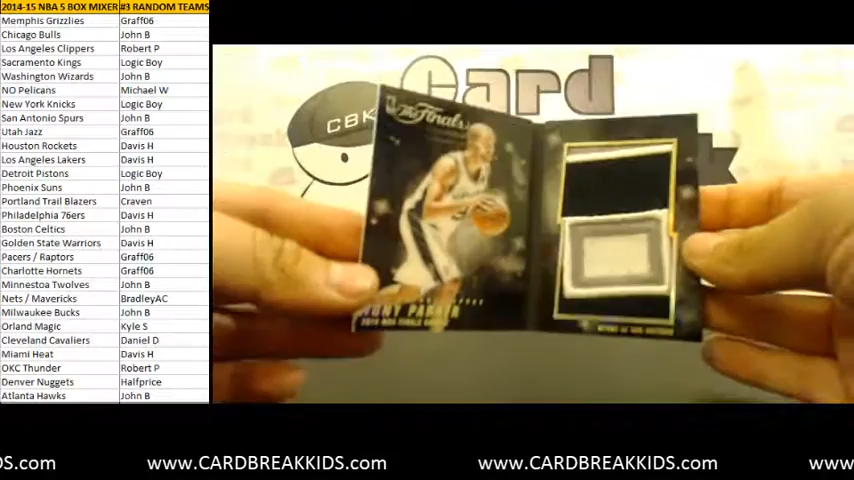 2014-15 NBA 5 BOX MIXER #3 RANDOM TEAMS
Memphis Grizzlies Graff06
Chicago Bulls John B
Los Angeles Clippers Robert P
Sacramento Kings Logic Boy
Washington Wizards John B
NO Pelicans Michael W
New York Knicks Logic Boy
San Antonio Spurs John B
Utah Jazz Graff06
Houston Rockets Davis H
Los Angeles Lakers Davis H
Detroit Pistons Logic Boy
Phoenix Suns John B
Portland Trail Blazers Craven
Philadelphia 76ers Davis H
Boston Celtics John B
Golden State Warriors Davis H
Pacers / Raptors Graff06
Charlotte Hornets Graff06
Minnestoa Twolves John B
Nets / Mavericks BradleyAC
Milwaukee Bucks John B
Orland Magic Kyle S
Cleveland Cavaliers Daniel D
Miami Heat Davis H
OKC Thunder Robert P
Denver Nuggets Halfprice
Atlanta Hawks John B
Card
CBK
The Finals
TONY PARKER
S.com www.CARDBREAKKIDS.com www.CARDBREAKKIDS.com www